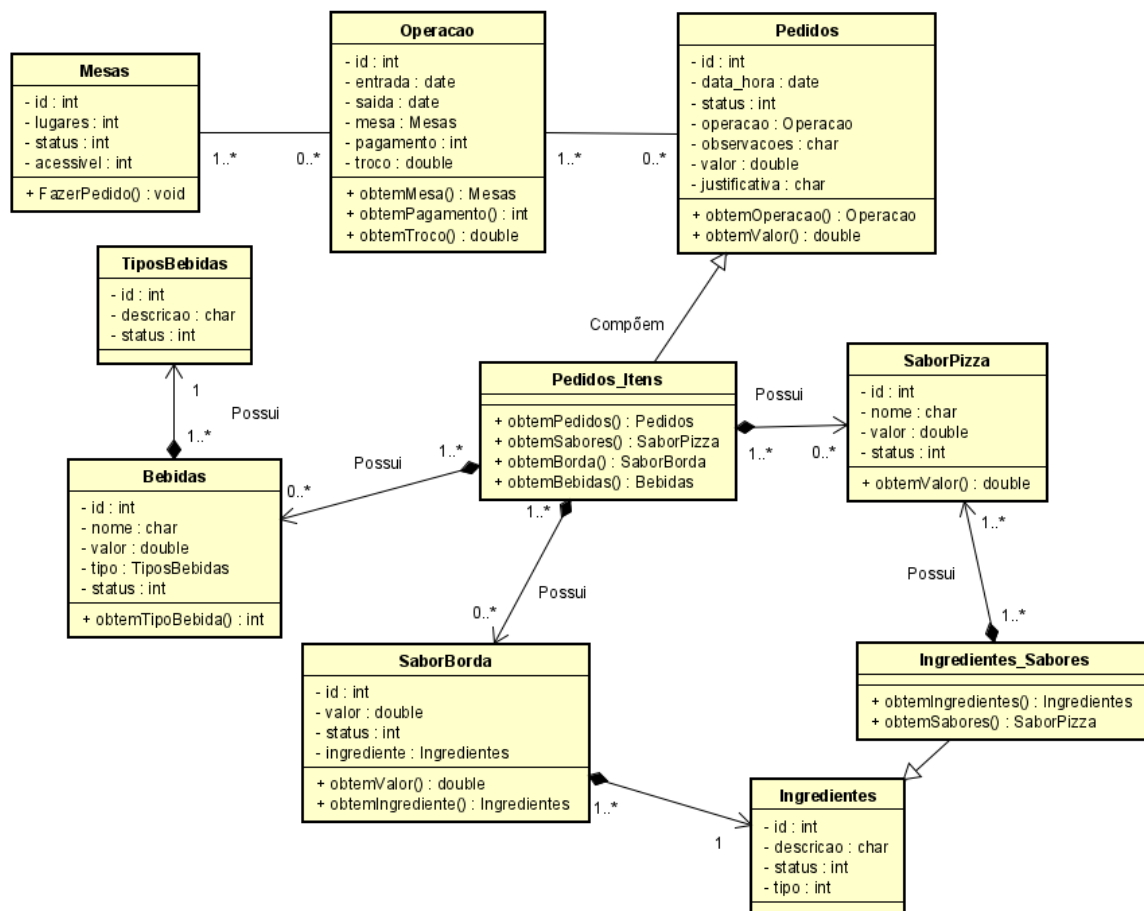 Mesas
- id : int
- lugares : int
- status : int
- acessivel : int
+ FazerPedido() : void
1..*
0..*
Operacao
- id : int
- entrada : date
- saida : date
- mesa : Mesas
- pagamento : int
- troco : double
+ obtemMesa() : Mesas
+ obtemPagamento() : int
+ obtemTroco() : double
1..*
0..*
Pedidos
- id : int
- data_hora : date
- status : int
- operacao : Operacao
- observacoes : char
- valor : double
- justificativa : char
+ obtemOperacao() : Operacao
+ obtemValor() : double
Compõem
TiposBebidas
- id : int
- descricao : char
- status : int
1
Possui
1..*
Bebidas
- id : int
- nome : char
- valor : double
- tipo : TiposBebidas
- status : int
+ obtemTipoBebida() : int
0..*
Possui
1..*
Pedidos_Itens
+ obtemPedidos() : Pedidos
+ obtemSabores() : SaborPizza
+ obtemBorda() : SaborBorda
+ obtemBebidas() : Bebidas
Possui
1..*
0..*
SaborPizza
- id : int
- nome : char
- valor : double
- status : int
+ obtemValor() : double
1..*
Possui
0..*
SaborBorda
- id : int
- valor : double
- status : int
- ingrediente : Ingredientes
+ obtemValor() : double
+ obtemIngrediente() : Ingredientes
1..*
1
1..*
Possui
1..*
Ingredientes_Sabores
+ obtemIngredientes() : Ingredientes
+ obtemSabores() : SaborPizza
Ingredientes
- id : int
- descricao : char
- status : int
- tipo : int